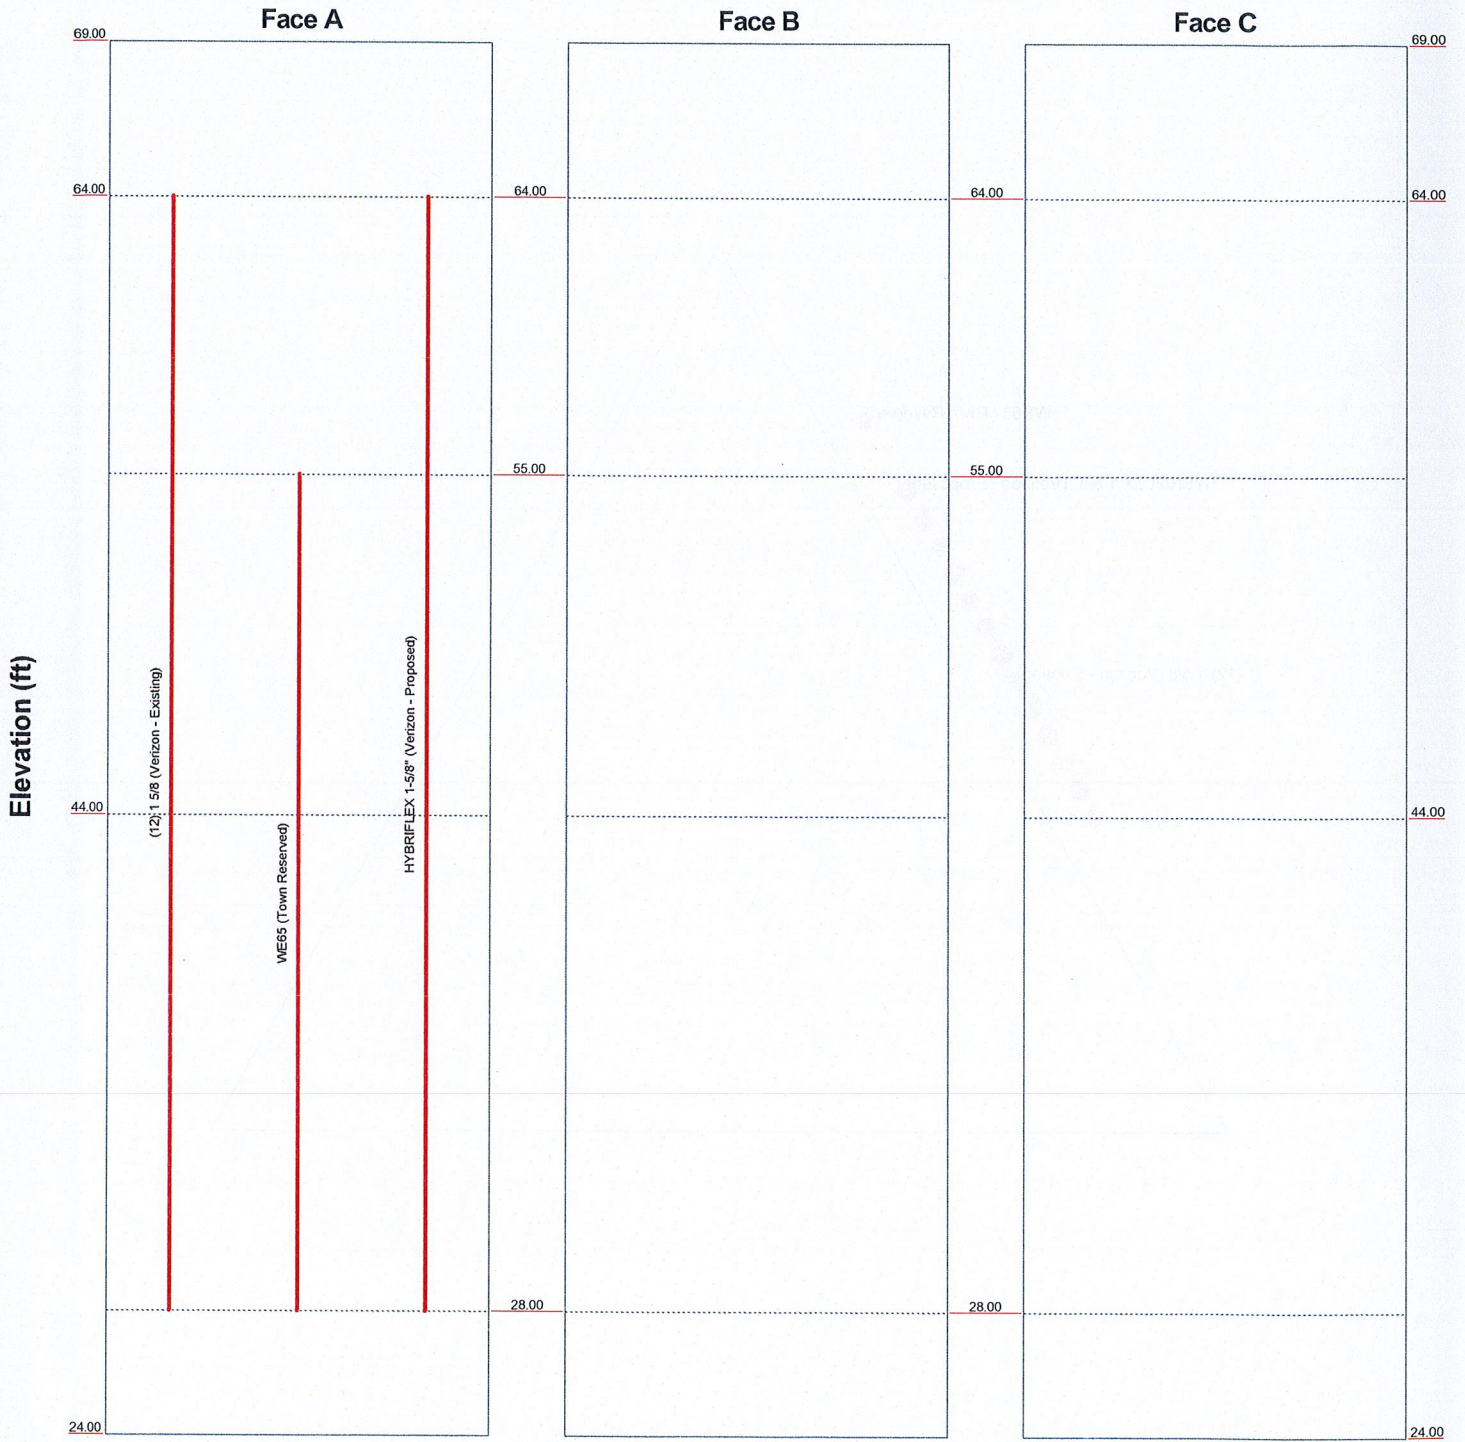 Face A
Face B
Face C
69.00
69.00
64.00
64.00
64.00
64.00
55.00
55.00
Elevation (ft)
(12) 1 5/8 (Verizon - Existing)
WE65 (Town Reserved)
HYBRIFLEX 1-5/8" (Verizon - Proposed)
44.00
44.00
28.00
28.00
24.00
24.00